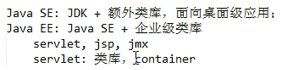 Java SE: JDK + 额外类库，面向桌面级应用；
Java EE: Java SE + 企业级类库
servlet, jsp, jmx
servlet: 类库，container